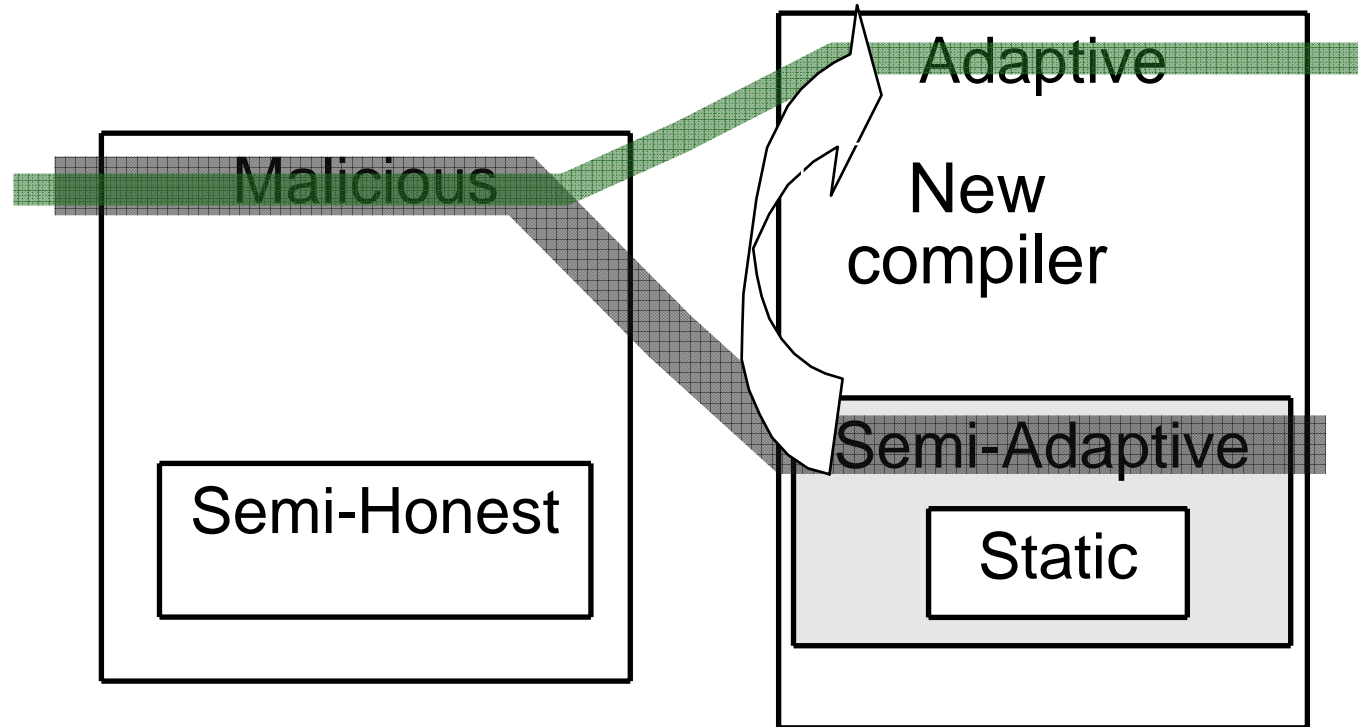 Adaptive
Malicious
New
compiler
Semi-Adaptive
Semi-Honest
Static